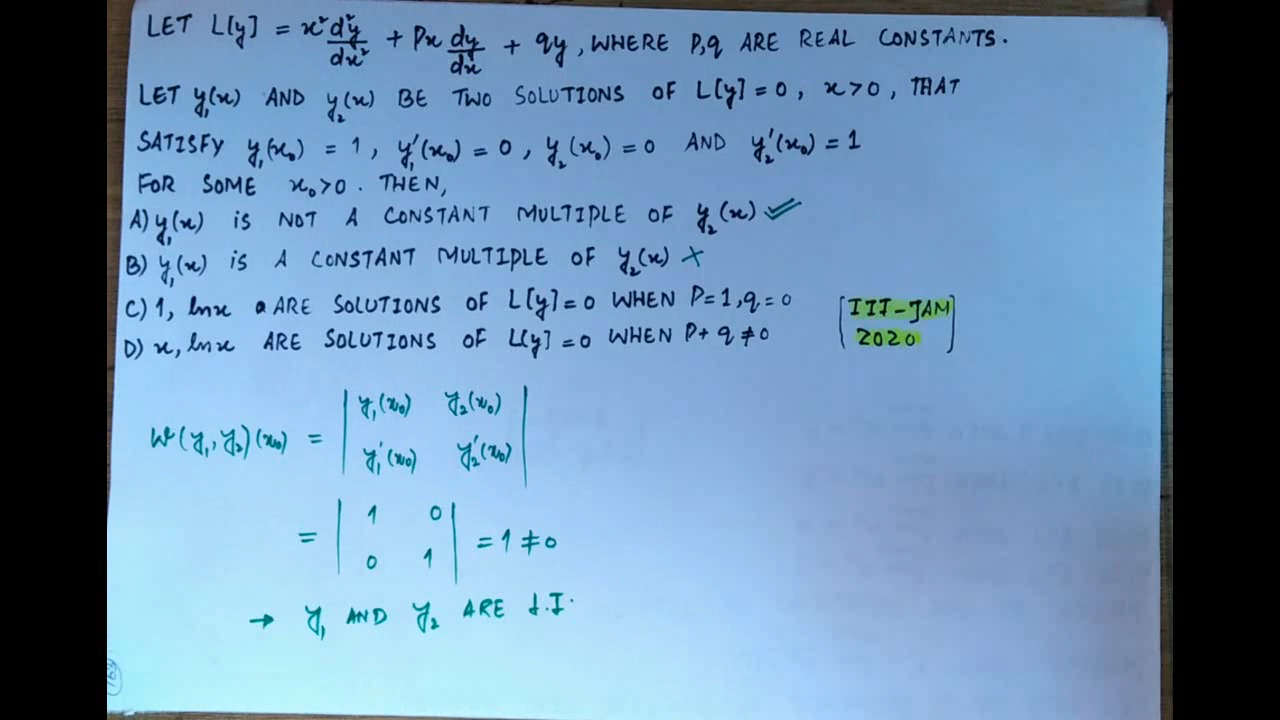 LET L[y] = x² d²y/dx² + Px dy/dx + qy, WHERE P,q ARE REAL CONSTANTS.
LET y₁(x) AND y₂(x) BE TWO SOLUTIONS OF L[y]=0, x>0, THAT
SATISFY y₁(x₀) = 1, y₁'(x₀) = 0, y₂(x₀) = 0 AND y₂'(x₀) = 1
FOR SOME x₀>0. THEN,
A) y₁(x) IS NOT A CONSTANT MULTIPLE OF y₂(x) ✓
B) y₁(x) IS A CONSTANT MULTIPLE OF y₂(x) ×
C) 1, lnx ARE SOLUTIONS OF L[y]=0 WHEN P=1, q=0 [IIT-JAM
D) x, lnx ARE SOLUTIONS OF L[y]=0 WHEN P+q≠0 2020]
W(y₁,y₂)(x₀) = | y₁(x₀) y₂(x₀) |
| y₁'(x₀) y₂'(x₀) |
= | 1 0 |
| 0 1 | = 1 ≠ 0
→ y₁ AND y₂ ARE L.I.